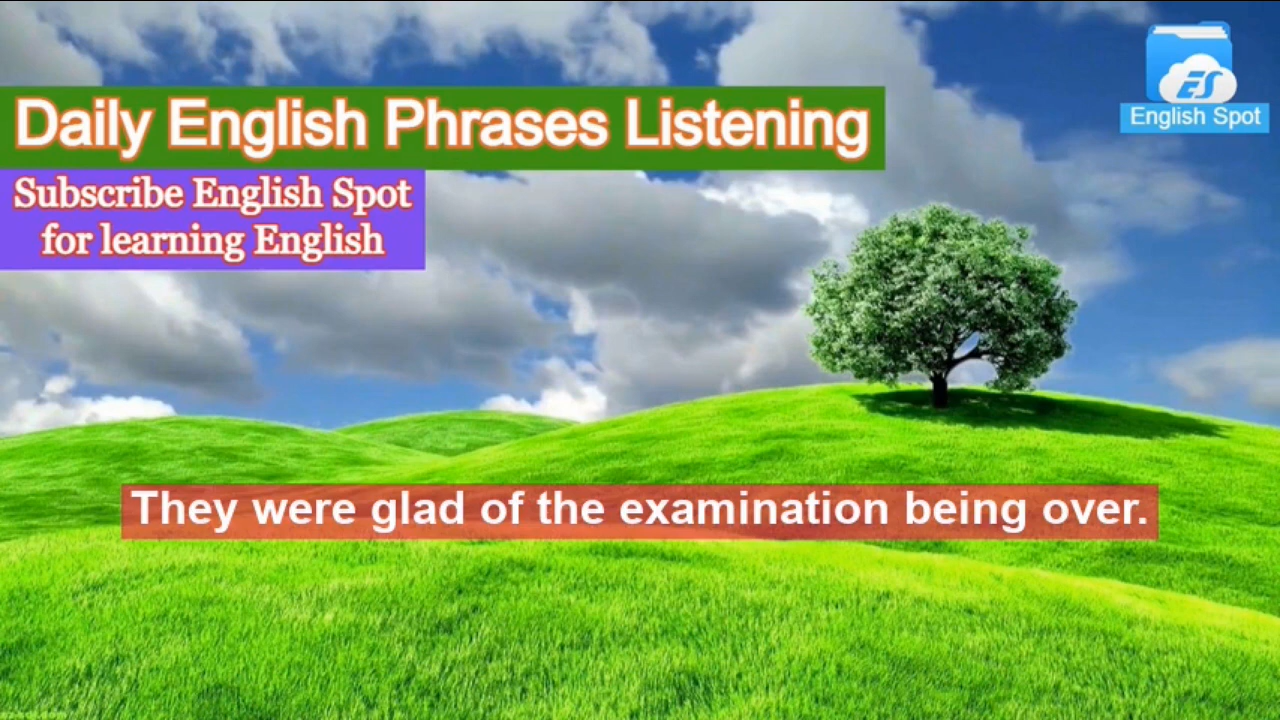 Daily English Phrases Listening
Subscribe English Spot
for learning English
ES
English Spot
They were glad of the examination being over.